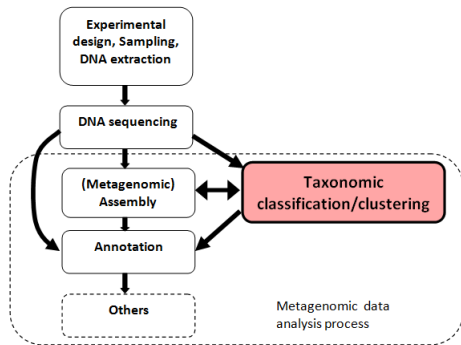 Experimental
design, Sampling,
DNA extraction
DNA sequencing
(Metagenomic)
Assembly
Taxonomic
classification/clustering
Annotation
Others
Metagenomic data
analysis process